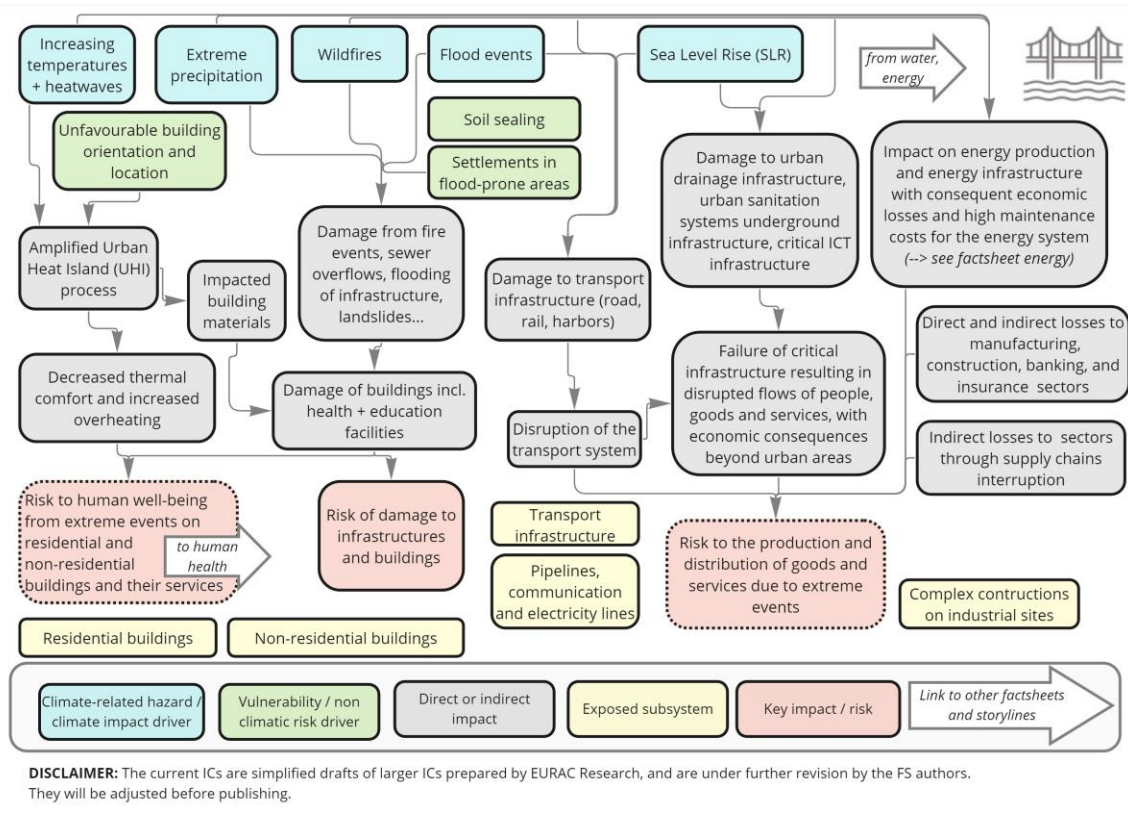 Increasing
temperatures
+ heatwaves
Extreme
precipitation
Wildfires
Flood events
Sea Level Rise (SLR)
from water,
energy
Unfavourable building
orientation and
location
Soil sealing
Settlements in
flood-prone areas
Damage to urban
drainage infrastructure,
urban sanitation
systems underground
infrastructure, critical ICT
infrastructure
Impact on energy production
and energy infrastructure
with consequent economic
losses and high maintenance
costs for the energy system
(--> see factsheet energy)
Amplified Urban
Heat Island (UHI)
process
Impacted
building
materials
Damage from fire
events, sewer
overflows, flooding
of infrastructure,
landslides...
Damage to transport
infrastructure (road,
rail, harbors)
Direct and indirect losses to
manufacturing,
construction, banking, and
insurance sectors
Decreased thermal
comfort and increased
overheating
Damage of buildings incl.
health + education
facilities
Disruption of the
transport system
Failure of critical
infrastructure resulting in
disrupted flows of people,
goods and services, with
economic consequences
beyond urban areas
Indirect losses to sectors
through supply chains
interruption
Risk to human well-being
from extreme events on
residential and
non-residential
buildings and their services
to human
health
Risk of damage to
infrastructures
and buildings
Transport
infrastructure
Pipelines,
communication
and electricity lines
Risk to the production and
distribution of goods and
services due to extreme
events
Complex contructions
on industrial sites
Residential buildings
Non-residential buildings
Climate-related hazard /
climate impact driver
Vulnerability / non
climatic risk driver
Direct or indirect
impact
Exposed subsystem
Key impact / risk
Link to other factsheets
and storylines
DISCLAIMER: The current ICs are simplified drafts of larger ICs prepared by EURAC Research, and are under further revision by the FS authors.
They will be adjusted before publishing.